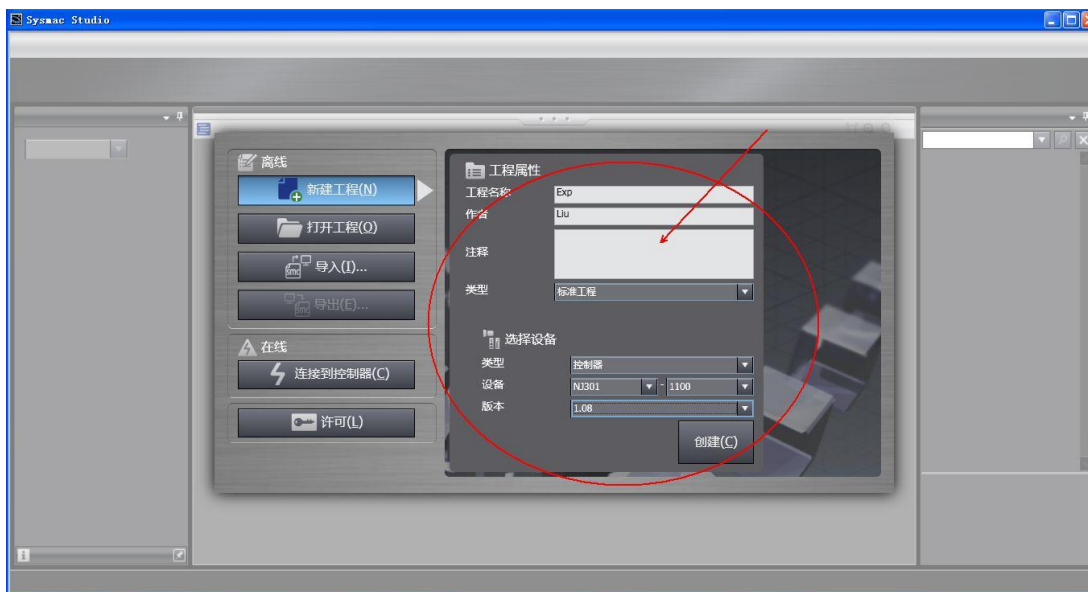 Sysmac Studio
离线
新建工程(N)
打开工程(O)
导入(I)...
导出(E)...
在线
连接到控制器(C)
许可(L)
工程属性
工程名称 Exp
作者 Liu
注释
类型 标准工程
选择设备
类型 控制器
设备 NJ301 - 1100
版本 1.08
创建(C)